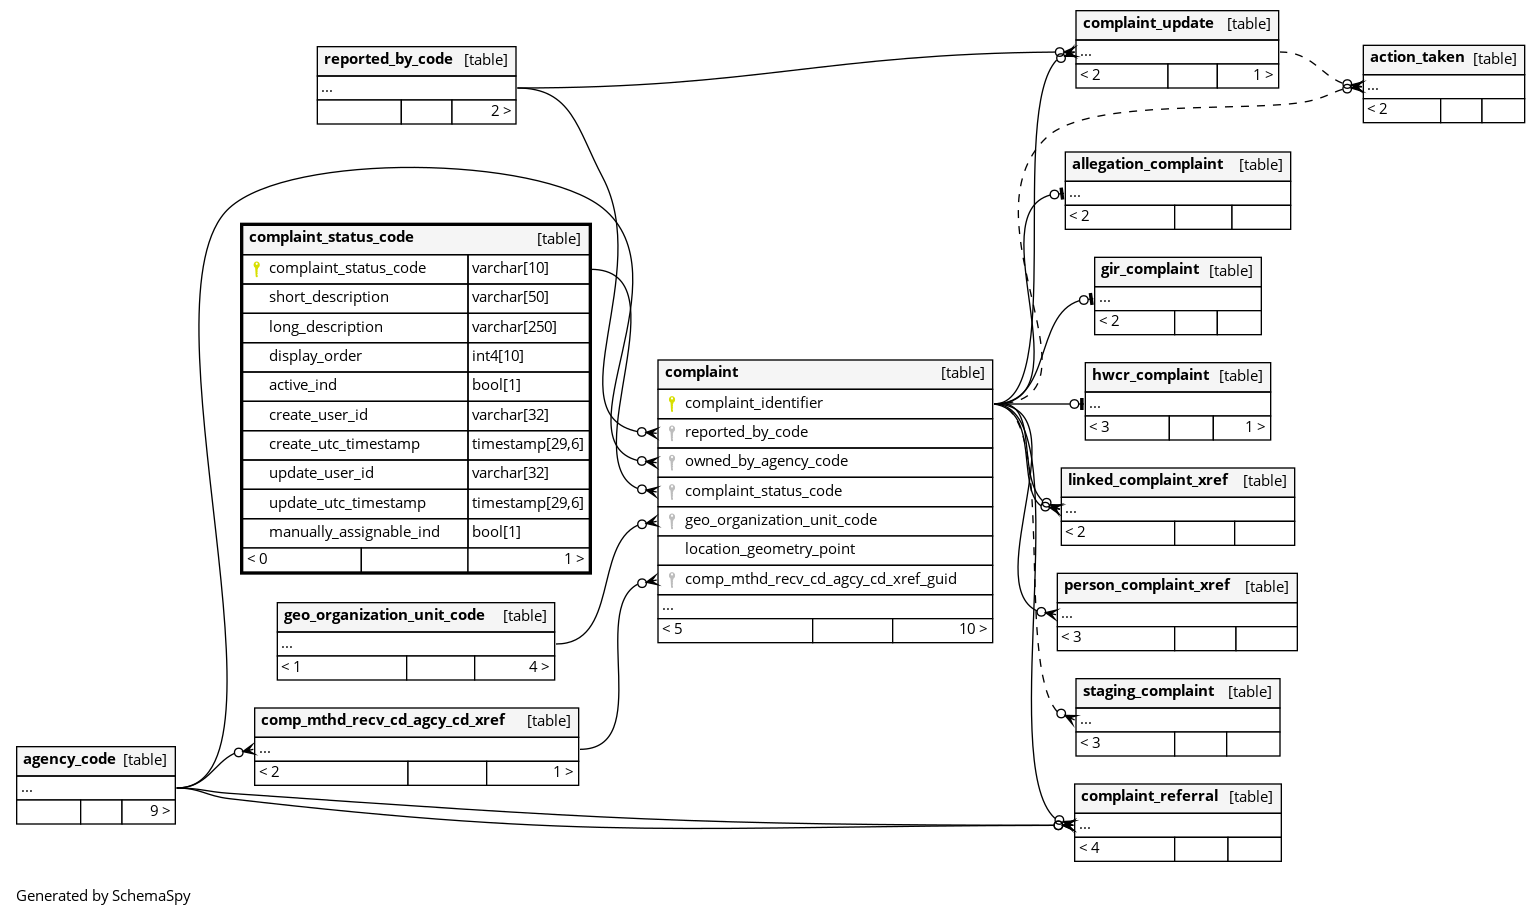 reported_by_code [table]
...
2 >
complaint_status_code [table]
complaint_status_code varchar[10]
short_description varchar[50]
long_description varchar[250]
display_order int4[10]
active_ind bool[1]
create_user_id varchar[32]
create_utc_timestamp timestamp[29,6]
update_user_id varchar[32]
update_utc_timestamp timestamp[29,6]
manually_assignable_ind bool[1]
< 0 1 >
geo_organization_unit_code [table]
...
< 1 4 >
comp_mthd_recv_cd_agcy_cd_xref [table]
...
< 2 1 >
agency_code [table]
...
9 >
complaint [table]
complaint_identifier
reported_by_code
owned_by_agency_code
complaint_status_code
geo_organization_unit_code
location_geometry_point
comp_mthd_recv_cd_agcy_cd_xref_guid
...
< 5 10 >
complaint_update [table]
...
< 2 1 >
action_taken [table]
...
< 2
allegation_complaint [table]
...
< 2
gir_complaint [table]
...
< 2
hwcr_complaint [table]
...
< 3 1 >
linked_complaint_xref [table]
...
< 2
person_complaint_xref [table]
...
< 3
staging_complaint [table]
...
< 3
complaint_referral [table]
...
< 4
Generated by SchemaSpy